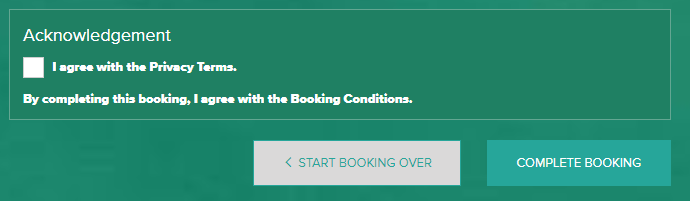 Acknowledgement
I agree with the Privacy Terms.
By completing this booking, I agree with the Booking Conditions.
< START BOOKING OVER
COMPLETE BOOKING